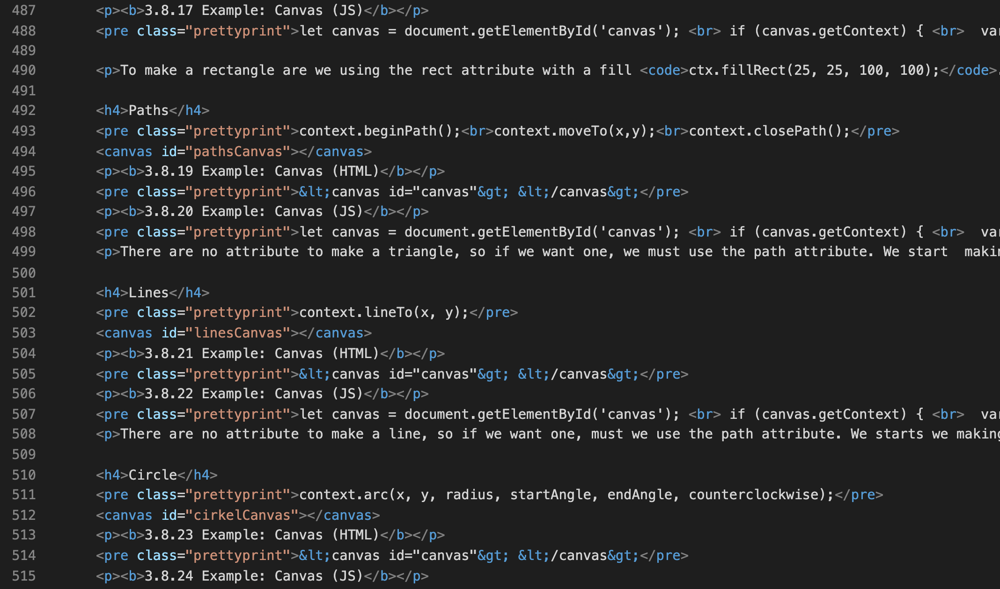 487 <p><b>3.8.17 Example: Canvas (JS)</b></p>
488 <pre class="prettyprint">let canvas = document.getElementById('canvas'); <br> if (canvas.getContext) { <br>  var
489
490 <p>To make a rectangle are we using the rect attribute with a fill <code>ctx.fillRect(25, 25, 100, 100);</code>.
491
492 <h4>Paths</h4>
493 <pre class="prettyprint">context.beginPath();<br>context.moveTo(x,y);<br>context.closePath();</pre>
494 <canvas id="pathsCanvas"></canvas>
495 <p><b>3.8.19 Example: Canvas (HTML)</b></p>
496 <pre class="prettyprint">&lt;canvas id="canvas"&gt; &lt;/canvas&gt;</pre>
497 <p><b>3.8.20 Example: Canvas (JS)</b></p>
498 <pre class="prettyprint">let canvas = document.getElementById('canvas'); <br> if (canvas.getContext) { <br>  var
499 <p>There are no attribute to make a triangle, so if we want one, we must use the path attribute. We start  makin
500
501 <h4>Lines</h4>
502 <pre class="prettyprint">context.lineTo(x, y);</pre>
503 <canvas id="linesCanvas"></canvas>
504 <p><b>3.8.21 Example: Canvas (HTML)</b></p>
505 <pre class="prettyprint">&lt;canvas id="canvas"&gt; &lt;/canvas&gt;</pre>
506 <p><b>3.8.22 Example: Canvas (JS)</b></p>
507 <pre class="prettyprint">let canvas = document.getElementById('canvas'); <br> if (canvas.getContext) { <br>  var
508 <p>There are no attribute to make a line, so if we want one, must we use the path attribute. We starts we making
509
510 <h4>Circle</h4>
511 <pre class="prettyprint">context.arc(x, y, radius, startAngle, endAngle, counterclockwise);</pre>
512 <canvas id="cirkelCanvas"></canvas>
513 <p><b>3.8.23 Example: Canvas (HTML)</b></p>
514 <pre class="prettyprint">&lt;canvas id="canvas"&gt; &lt;/canvas&gt;</pre>
515 <p><b>3.8.24 Example: Canvas (JS)</b></p>